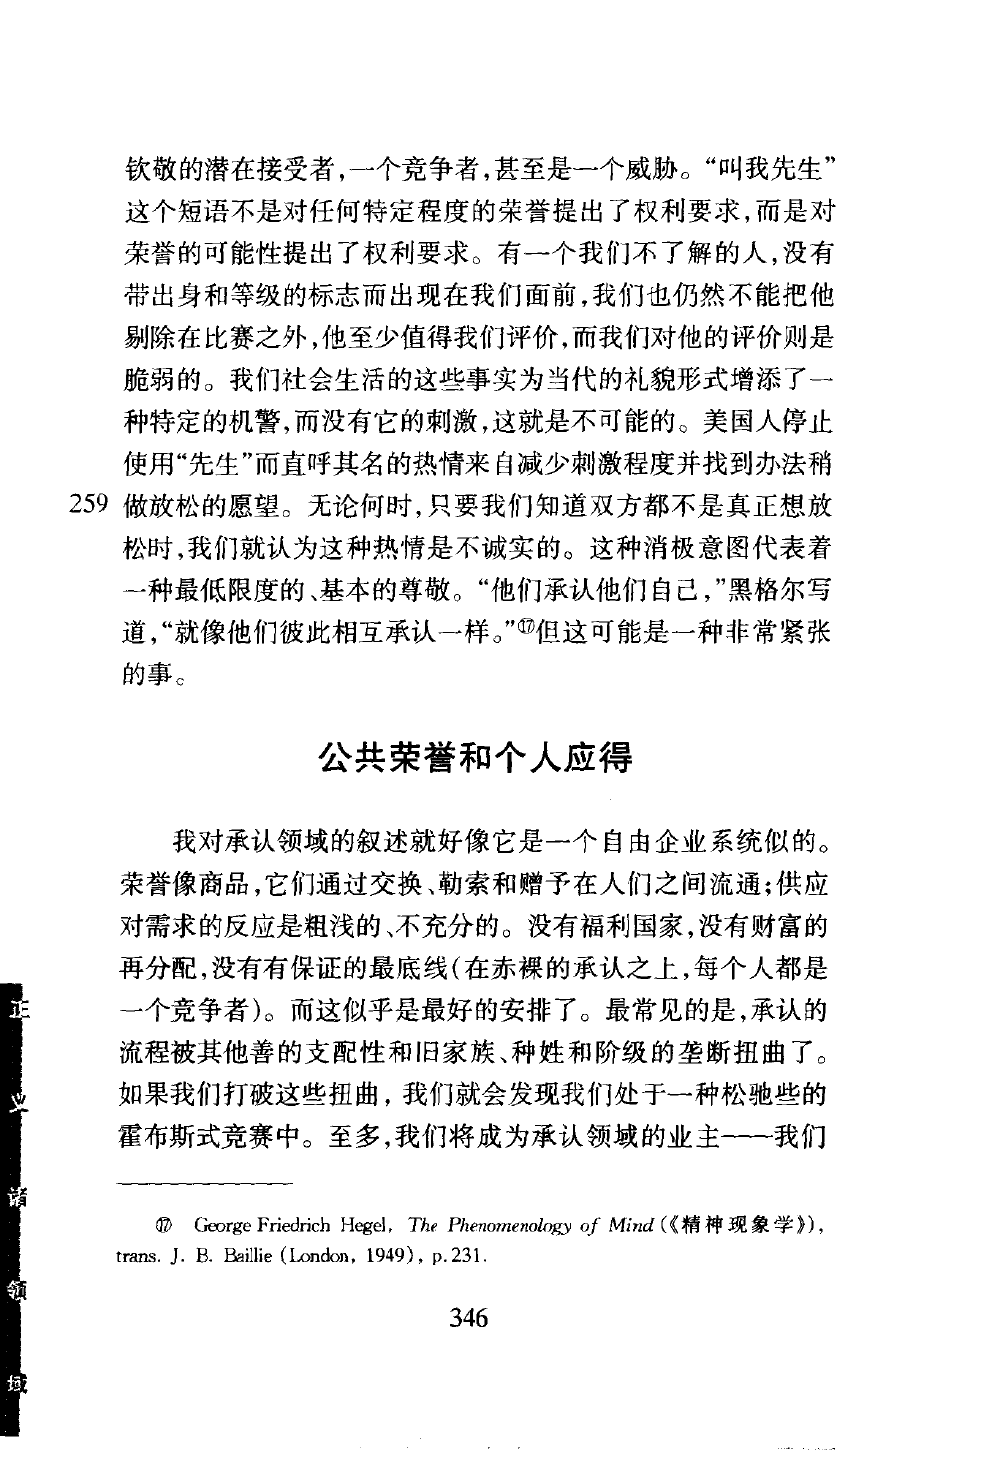 钦敬的潜在接受者,一个竞争者,甚至是一个威胁。“叫我先生”
这个短语不是对任何特定程度的荣誉提出了权利要求,而是对
荣誉的可能性提出了权利要求。有一个我们不了解的人,没有
带出身和等级的标志而出现在我们面前,我们也仍然不能把他
剔除在比赛之外,他至少值得我们评价,而我们对他的评价则是
脆弱的。我们社会生活的这些事实为当代的礼貌形式增添了一
种特定的机警,而没有它的刺激,这就是不可能的。美国人停止
使用“先生”而直呼其名的热情来自减少刺激程度并找到办法稍
259 做放松的愿望。无论何时,只要我们知道双方都不是真正想放
松时,我们就认为这种热情是不诚实的。这种消极意图代表着
一种最低限度的、基本的尊敬。“他们承认他们自己,”黑格尔写
道,“就像他们彼此相互承认一样。”⑰但这可能是一种非常紧张
的事。
公共荣誉和个人应得
我对承认领域的叙述就好像它是一个自由企业系统似的。
荣誉像商品,它们通过交换、勒索和赠予在人们之间流通;供应
对需求的反应是粗浅的、不充分的。没有福利国家,没有财富的
再分配,没有有保证的最底线(在赤裸的承认之上,每个人都是
一个竞争者)。而这似乎是最好的安排了。最常见的是,承认的
流程被其他善的支配性和旧家族、种姓和阶级的垄断扭曲了。
如果我们打破这些扭曲,我们就会发现我们处于一种松驰些的
霍布斯式竞赛中。至多,我们将成为承认领域的业主——我们
⑰ George Friedrich Hegel, The Phenomenology of Mind (《精神现象学》),
trans. J. B. Baillie (London, 1949), p.231.
346
正
义
诸
领
域